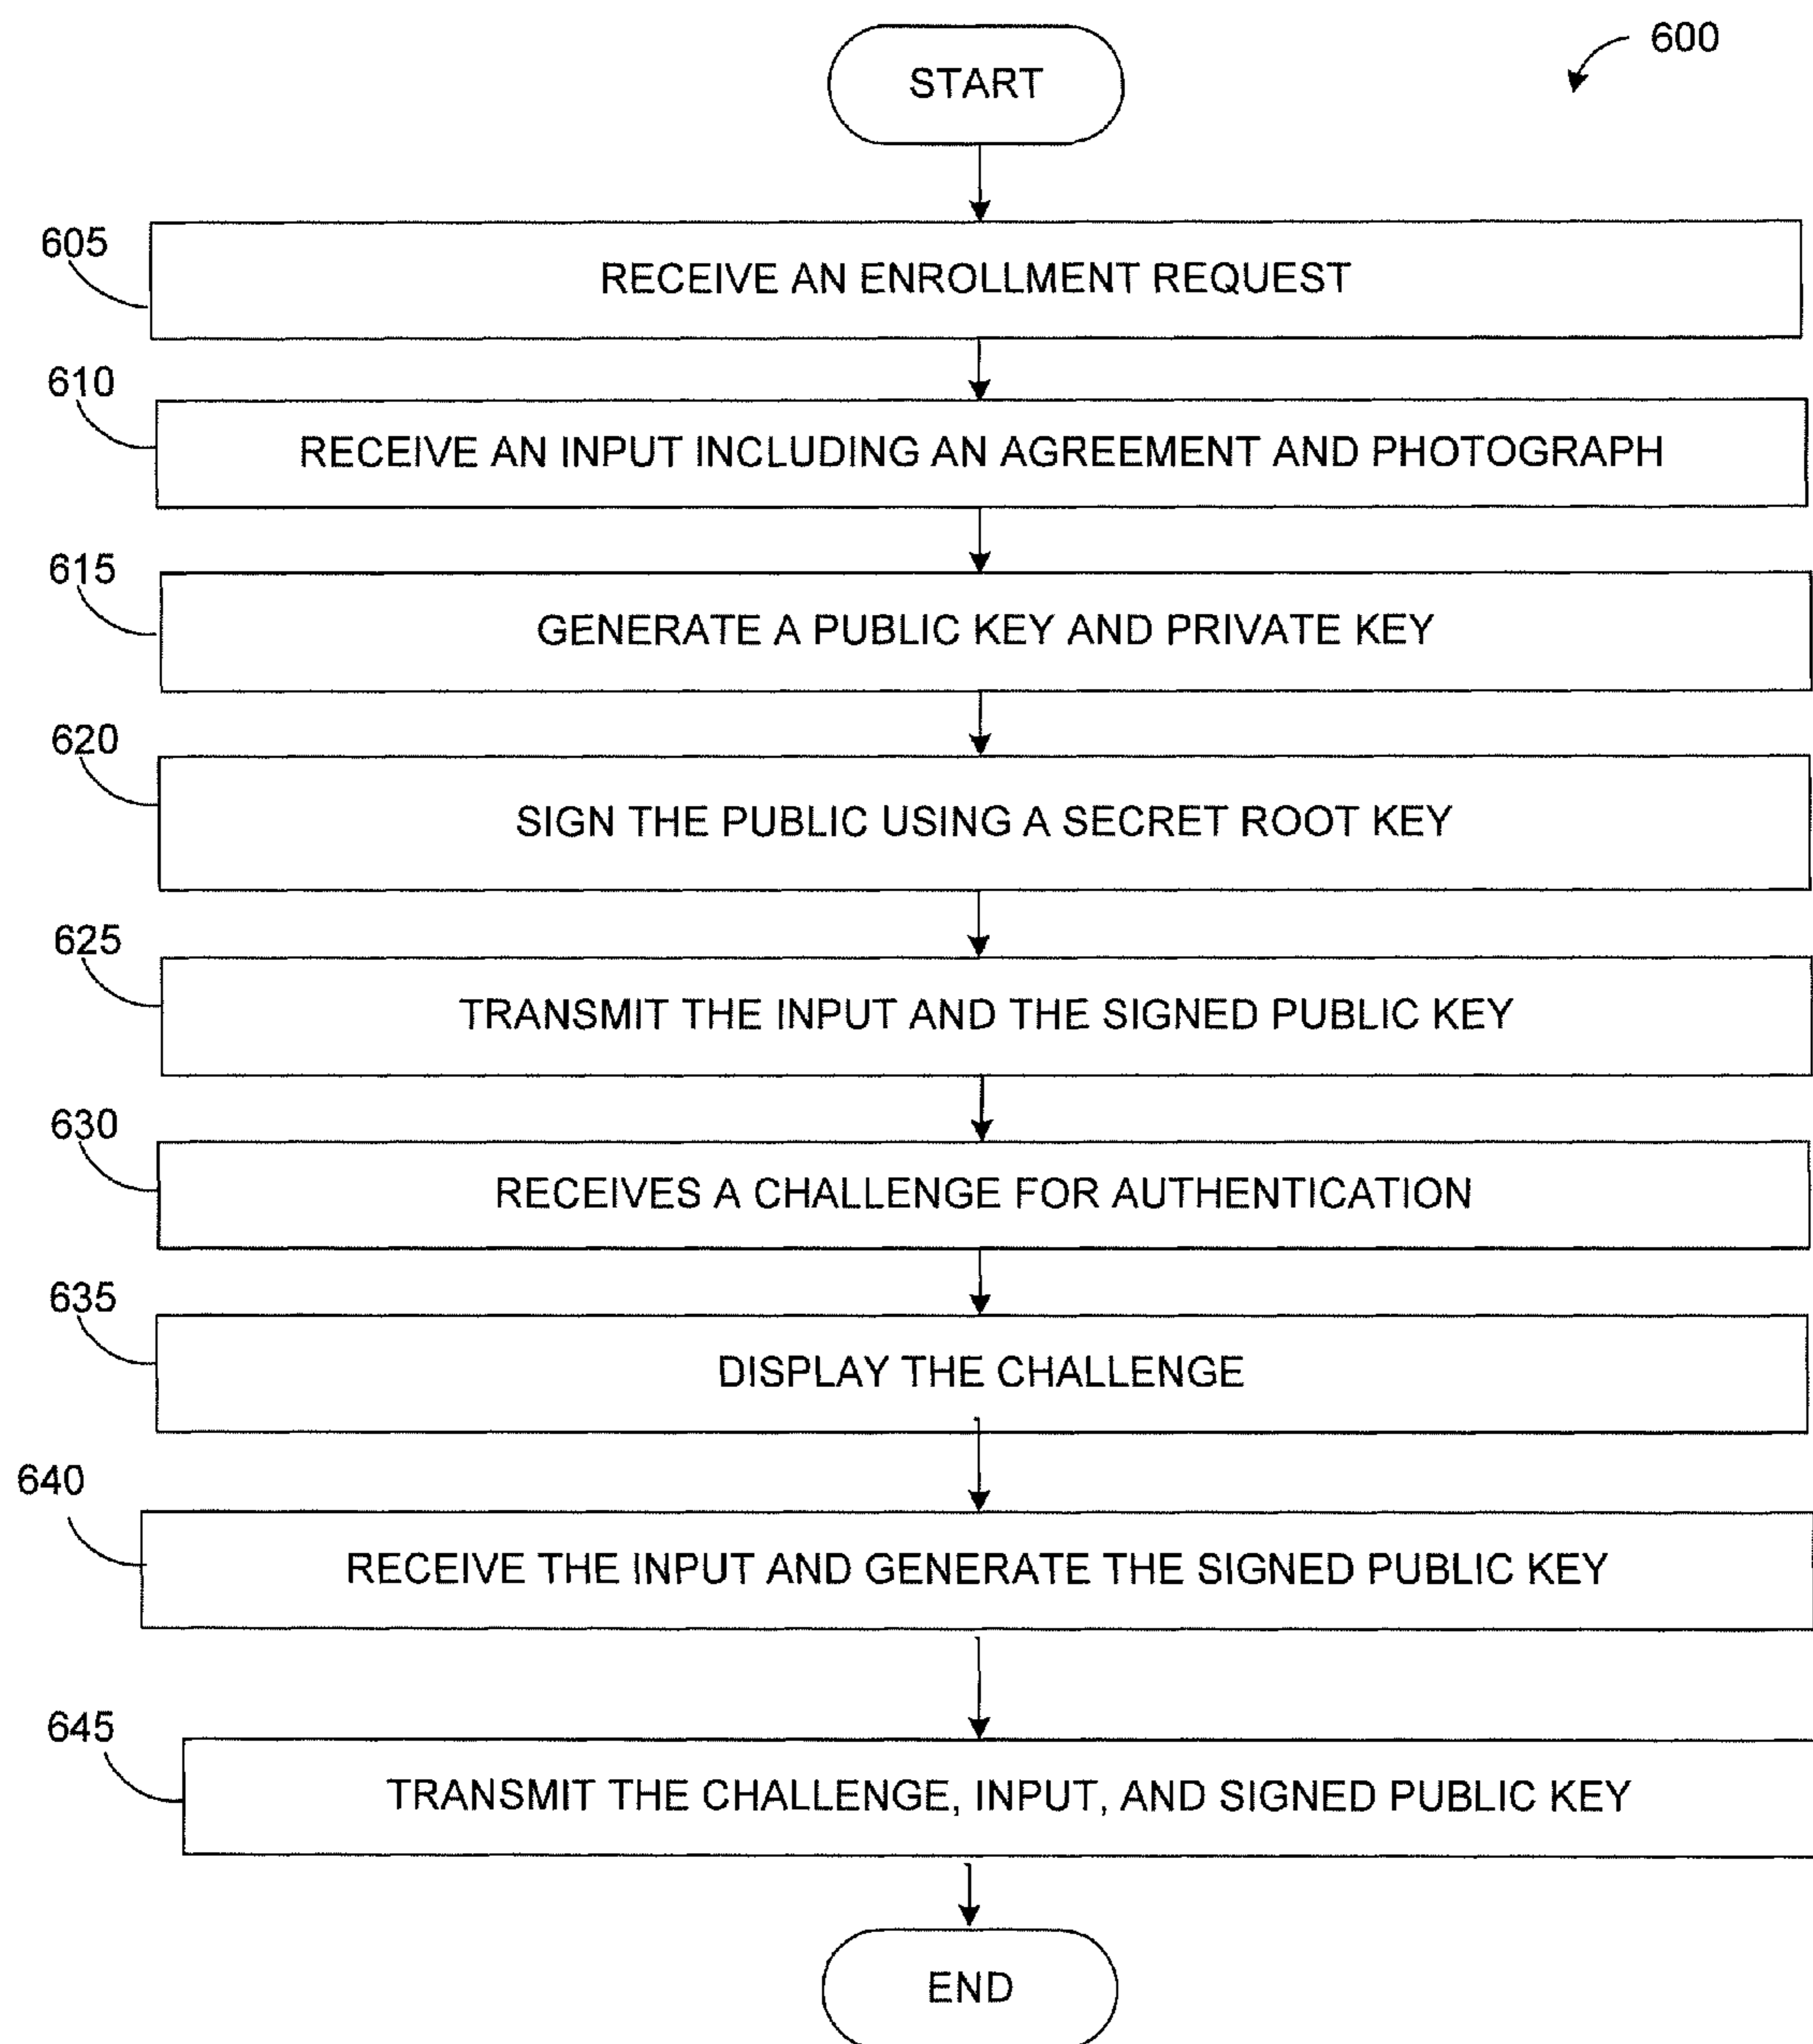 START
600
605
RECEIVE AN ENROLLMENT REQUEST
610
RECEIVE AN INPUT INCLUDING AN AGREEMENT AND PHOTOGRAPH
615
GENERATE A PUBLIC KEY AND PRIVATE KEY
620
SIGN THE PUBLIC USING A SECRET ROOT KEY
625
TRANSMIT THE INPUT AND THE SIGNED PUBLIC KEY
630
RECEIVES A CHALLENGE FOR AUTHENTICATION
635
DISPLAY THE CHALLENGE
640
RECEIVE THE INPUT AND GENERATE THE SIGNED PUBLIC KEY
645
TRANSMIT THE CHALLENGE, INPUT, AND SIGNED PUBLIC KEY
END